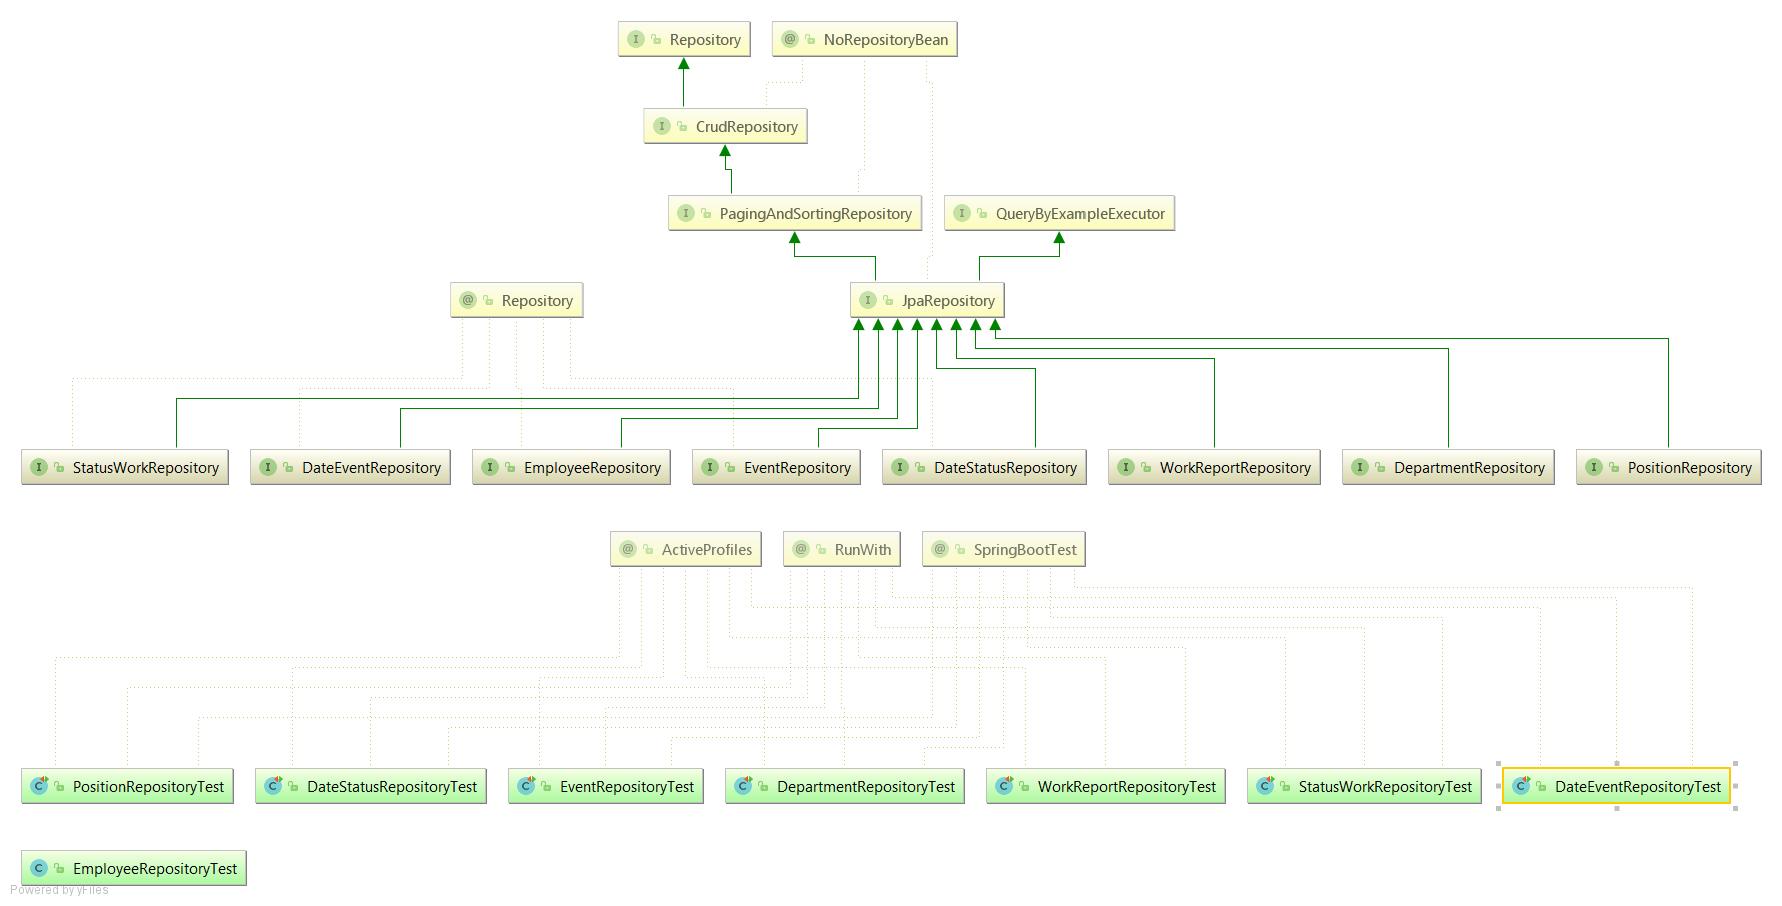 I Repository
@ NoRepositoryBean
I CrudRepository
I PagingAndSortingRepository
I QueryByExampleExecutor
@ Repository
I JpaRepository
I StatusWorkRepository
I DateEventRepository
I EmployeeRepository
I EventRepository
I DateStatusRepository
I WorkReportRepository
I DepartmentRepository
I PositionRepository
@ ActiveProfiles
@ RunWith
@ SpringBootTest
C PositionRepositoryTest
C DateStatusRepositoryTest
C EventRepositoryTest
C DepartmentRepositoryTest
C WorkReportRepositoryTest
C StatusWorkRepositoryTest
C DateEventRepositoryTest
C EmployeeRepositoryTest
Powered by yFiles